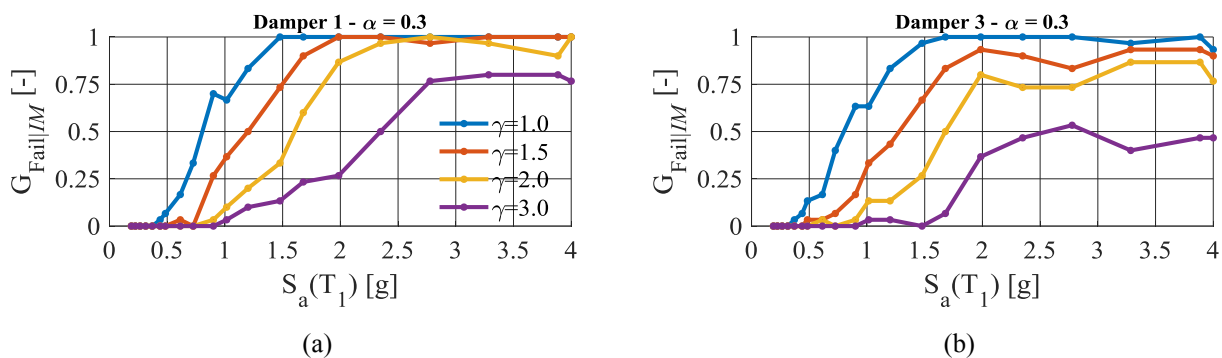 Damper 1 - α = 0.3
G_Fail|IM [-]
1
0.75
0.5
0.25
0
γ=1.0
γ=1.5
γ=2.0
γ=3.0
0 0.5 1 1.5 2 2.5 3 3.5 4
S_a(T_1) [g]
(a)
Damper 3 - α = 0.3
G_Fail|IM [-]
1
0.75
0.5
0.25
0
0 0.5 1 1.5 2 2.5 3 3.5 4
S_a(T_1) [g]
(b)